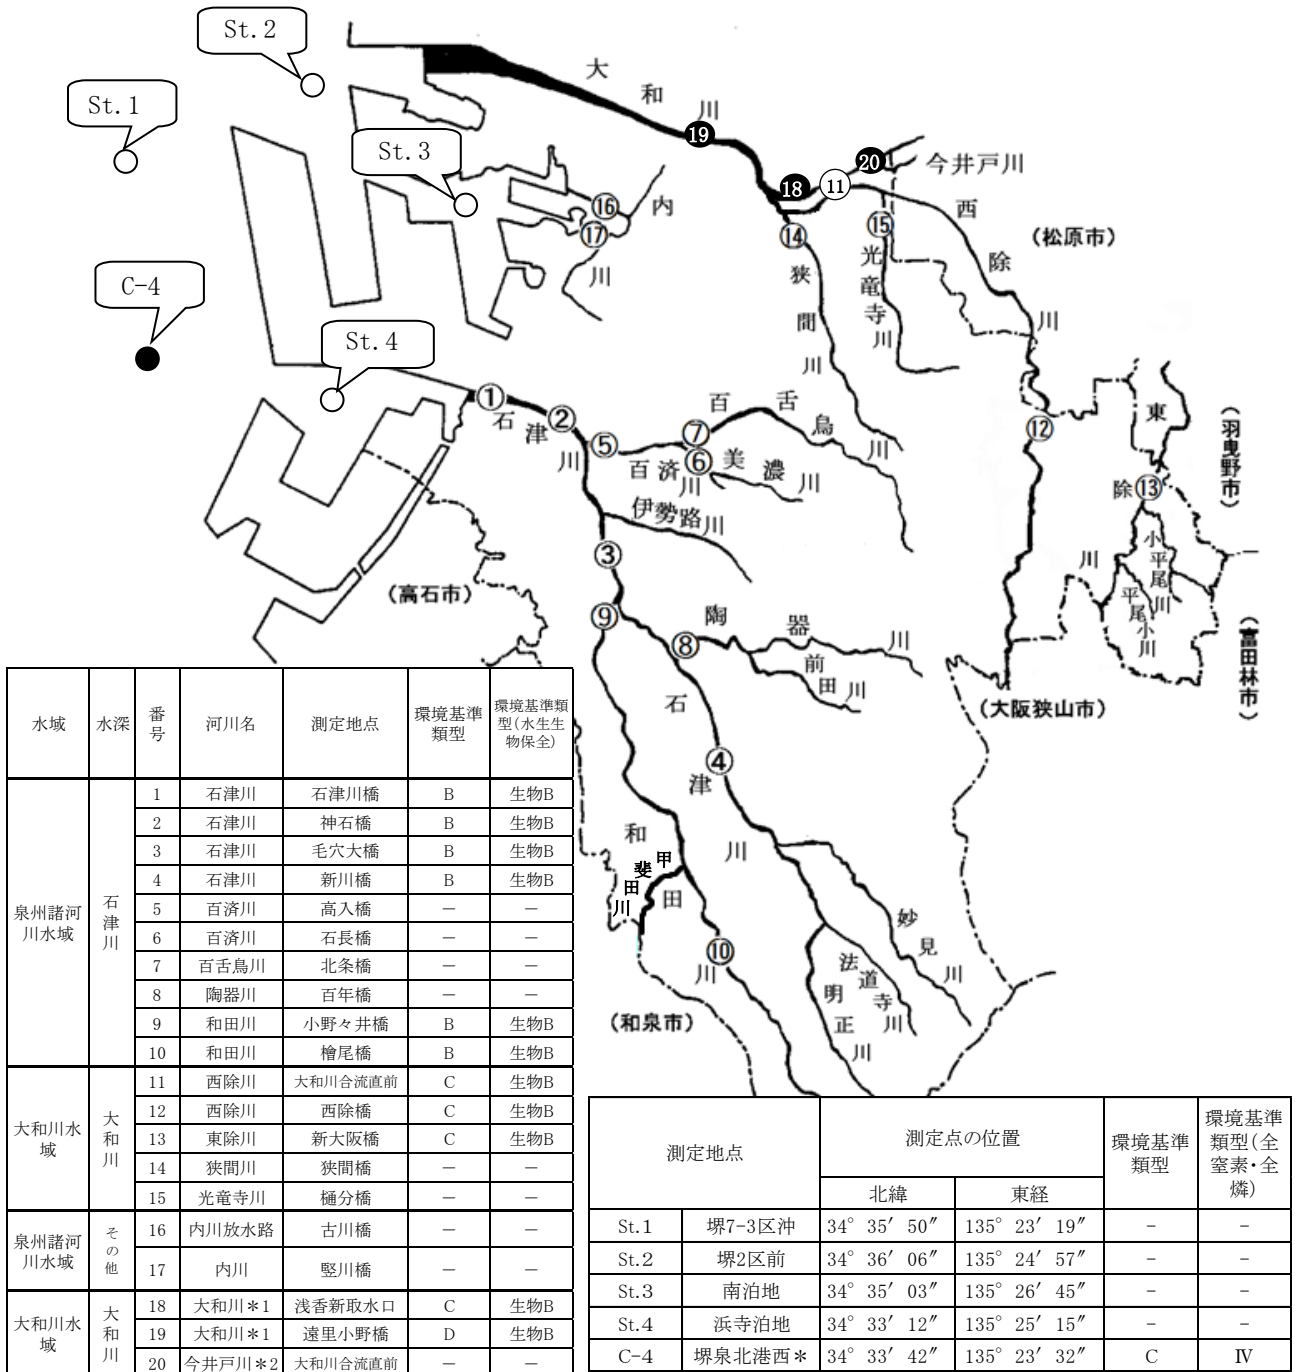 St.2
St.1
St.3
C-4
St.4
大和川
⑲
⑱
⑪
⑳
今井戸川
西除川
(松原市)
⑯
⑰
内川
⑭
狭間川
⑮
光竜寺川
⑫
東除川
⑬
(羽曳野市)
小平尾川
平尾小川
(富田林市)
①
②
石津川
⑤
百済川
⑦
百舌鳥川
⑥
美濃川
伊勢路川
③
(高石市)
⑨
⑧
陶器川
前田川
(大阪狭山市)
石津川
④
和田川
甲斐田川
⑩
妙見川
法道寺川
明正川
(和泉市)
水域 水深 番号 河川名 測定地点 環境基準類型 環境基準類型(水生生物保全)
泉州諸河川水域 石津川
1 石津川 石津川橋 B 生物B
2 石津川 神石橋 B 生物B
3 石津川 毛穴大橋 B 生物B
4 石津川 新川橋 B 生物B
5 百済川 高入橋 － －
6 百済川 石長橋 － －
7 百舌鳥川 北条橋 － －
8 陶器川 百年橋 － －
9 和田川 小野々井橋 B 生物B
10 和田川 檜尾橋 B 生物B
大和川水域 大和川
11 西除川 大和川合流直前 C 生物B
12 西除川 西除橋 C 生物B
13 東除川 新大阪橋 C 生物B
14 狭間川 狭間橋 － －
15 光竜寺川 樋分橋 － －
泉州諸河川水域 その他
16 内川放水路 古川橋 － －
17 内川 竪川橋 － －
大和川水域 大和川
18 大和川＊1 浅香新取水口 C 生物B
19 大和川＊1 遠里小野橋 D 生物B
20 今井戸川＊2 大和川合流直前 － －
測定地点 測定点の位置 環境基準類型 環境基準類型(全窒素・全燐)
北緯 東経
St.1 堺7-3区沖 34° 35′ 50″ 135° 23′ 19″ - -
St.2 堺2区前 34° 36′ 06″ 135° 24′ 57″ - -
St.3 南泊地 34° 35′ 03″ 135° 26′ 45″ - -
St.4 浜寺泊地 34° 33′ 12″ 135° 25′ 15″ - -
C-4 堺泉北港西＊ 34° 33′ 42″ 135° 23′ 32″ C Ⅳ